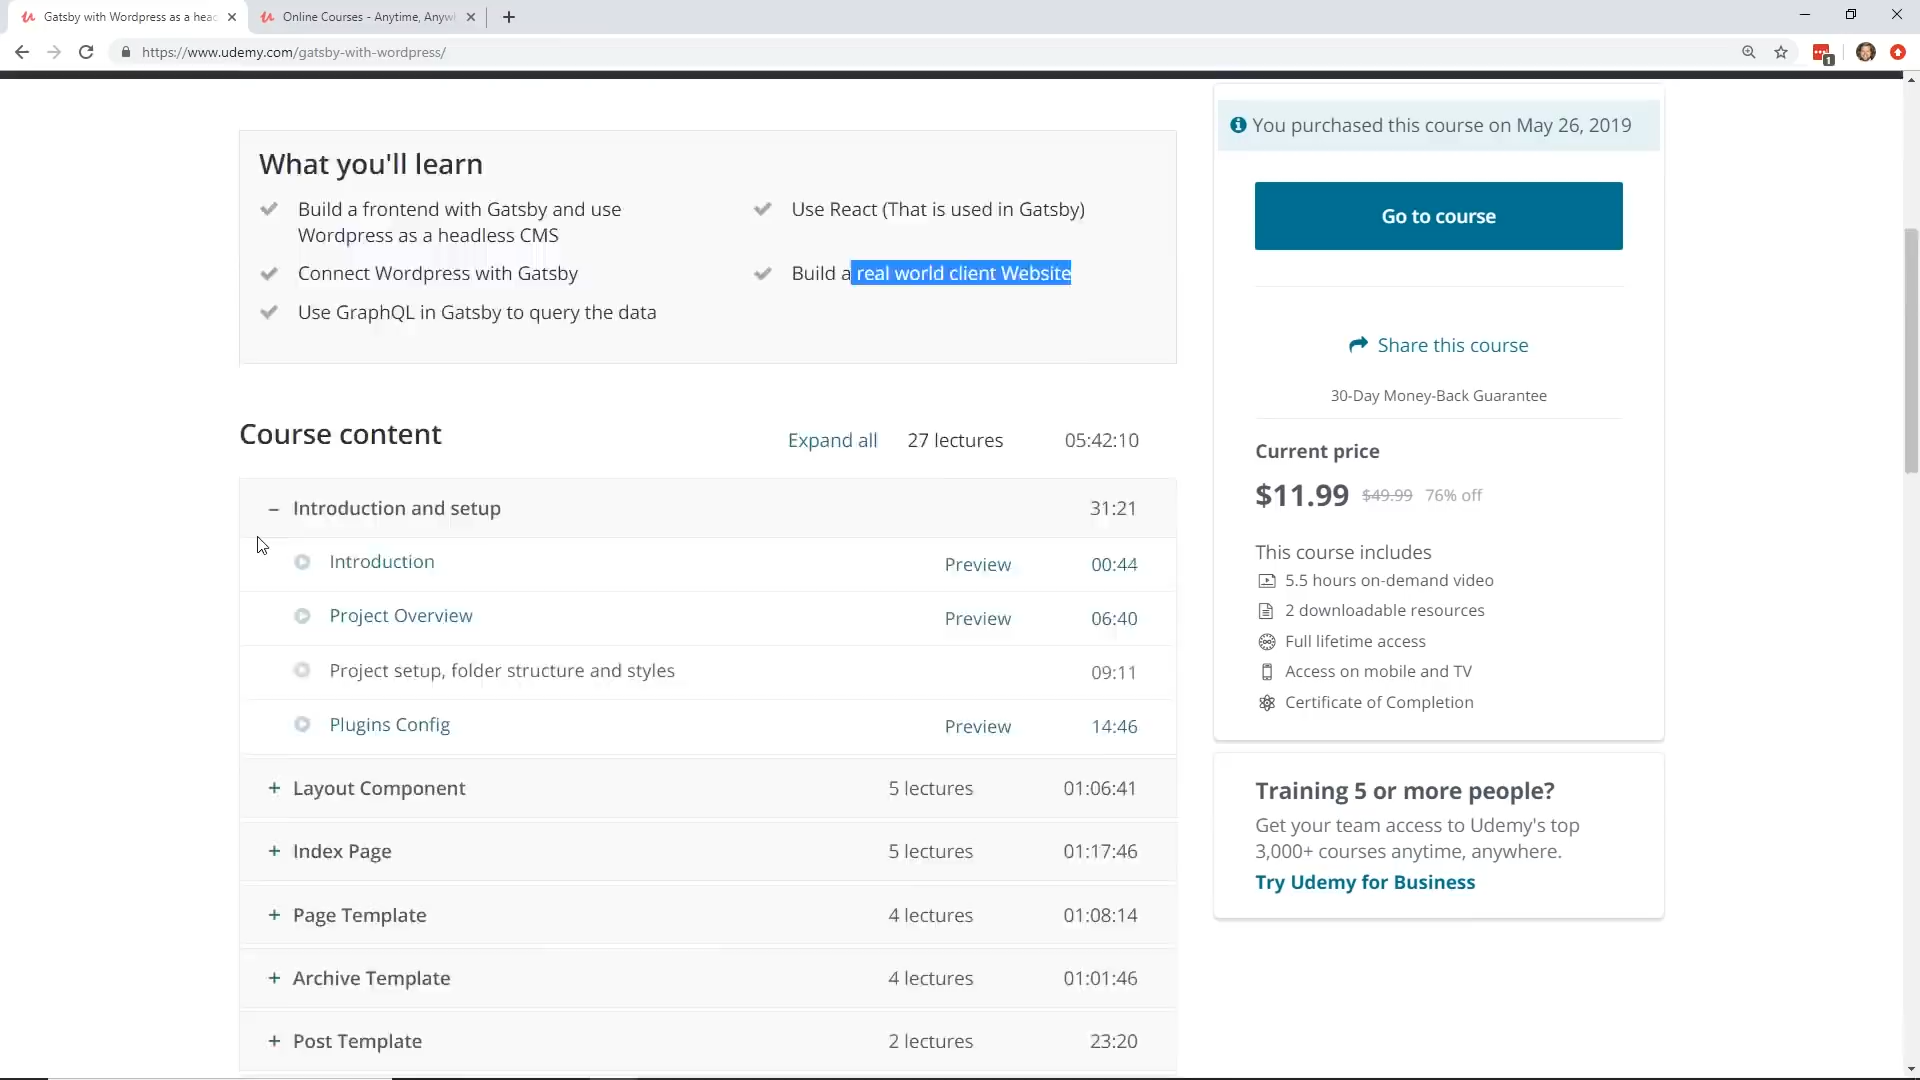 Gatsby with Wordpress as a head
Online Courses - Anytime, Anyw
https://www.udemy.com/gatsby-with-wordpress/
1
What you'll learn
Build a frontend with Gatsby and use
Wordpress as a headless CMS
Use React (That is used in Gatsby)
Connect Wordpress with Gatsby
Build a real world client Website
Use GraphQL in Gatsby to query the data
Course content
Expand all 27 lectures 05:42:10
Introduction and setup 31:21
Introduction Preview 00:44
Project Overview Preview 06:40
Project setup, folder structure and styles 09:11
Plugins Config Preview 14:46
Layout Component 5 lectures 01:06:41
Index Page 5 lectures 01:17:46
Page Template 4 lectures 01:08:14
Archive Template 4 lectures 01:01:46
Post Template 2 lectures 23:20
You purchased this course on May 26, 2019
Go to course
Share this course
30-Day Money-Back Guarantee
Current price
$11.99 $49.99 76% off
This course includes
5.5 hours on-demand video
2 downloadable resources
Full lifetime access
Access on mobile and TV
Certificate of Completion
Training 5 or more people?
Get your team access to Udemy's top
3,000+ courses anytime, anywhere.
Try Udemy for Business